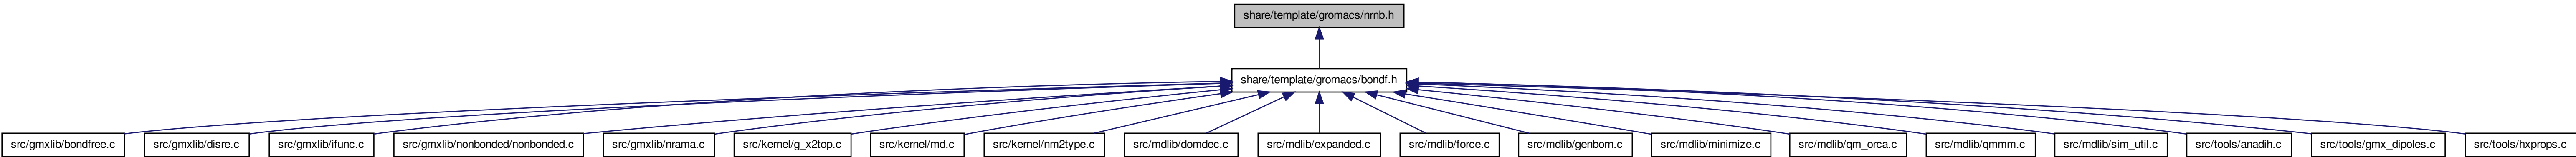 share/template/gromacs/nrnb.h
share/template/gromacs/bondf.h
src/gmxlib/bondfree.c
src/gmxlib/disre.c
src/gmxlib/ifunc.c
src/gmxlib/nonbonded/nonbonded.c
src/gmxlib/nrama.c
src/kernel/g_x2top.c
src/kernel/md.c
src/kernel/nm2type.c
src/mdlib/domdec.c
src/mdlib/expanded.c
src/mdlib/force.c
src/mdlib/genborn.c
src/mdlib/minimize.c
src/mdlib/qm_orca.c
src/mdlib/qmmm.c
src/mdlib/sim_util.c
src/tools/anadih.c
src/tools/gmx_dipoles.c
src/tools/hxprops.c